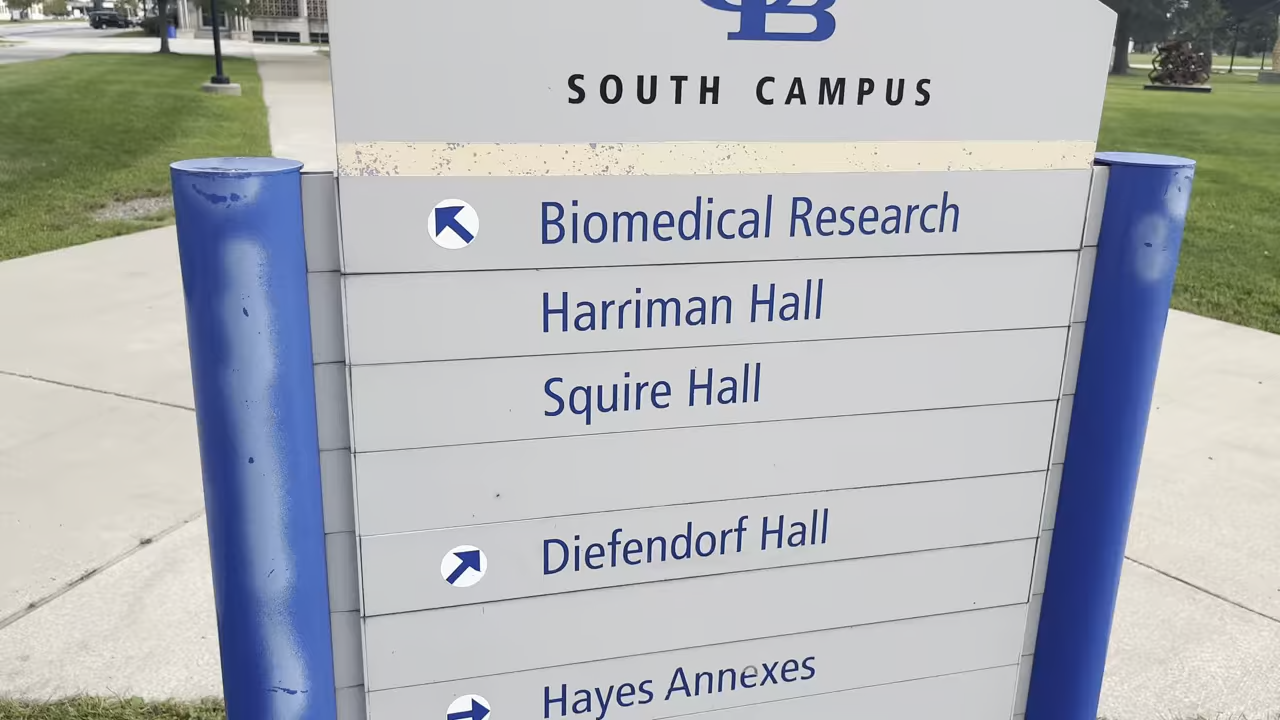 SOUTH CAMPUS
Biomedical Research
Harriman Hall
Squire Hall
Diefendorf Hall
Hayes Annexes